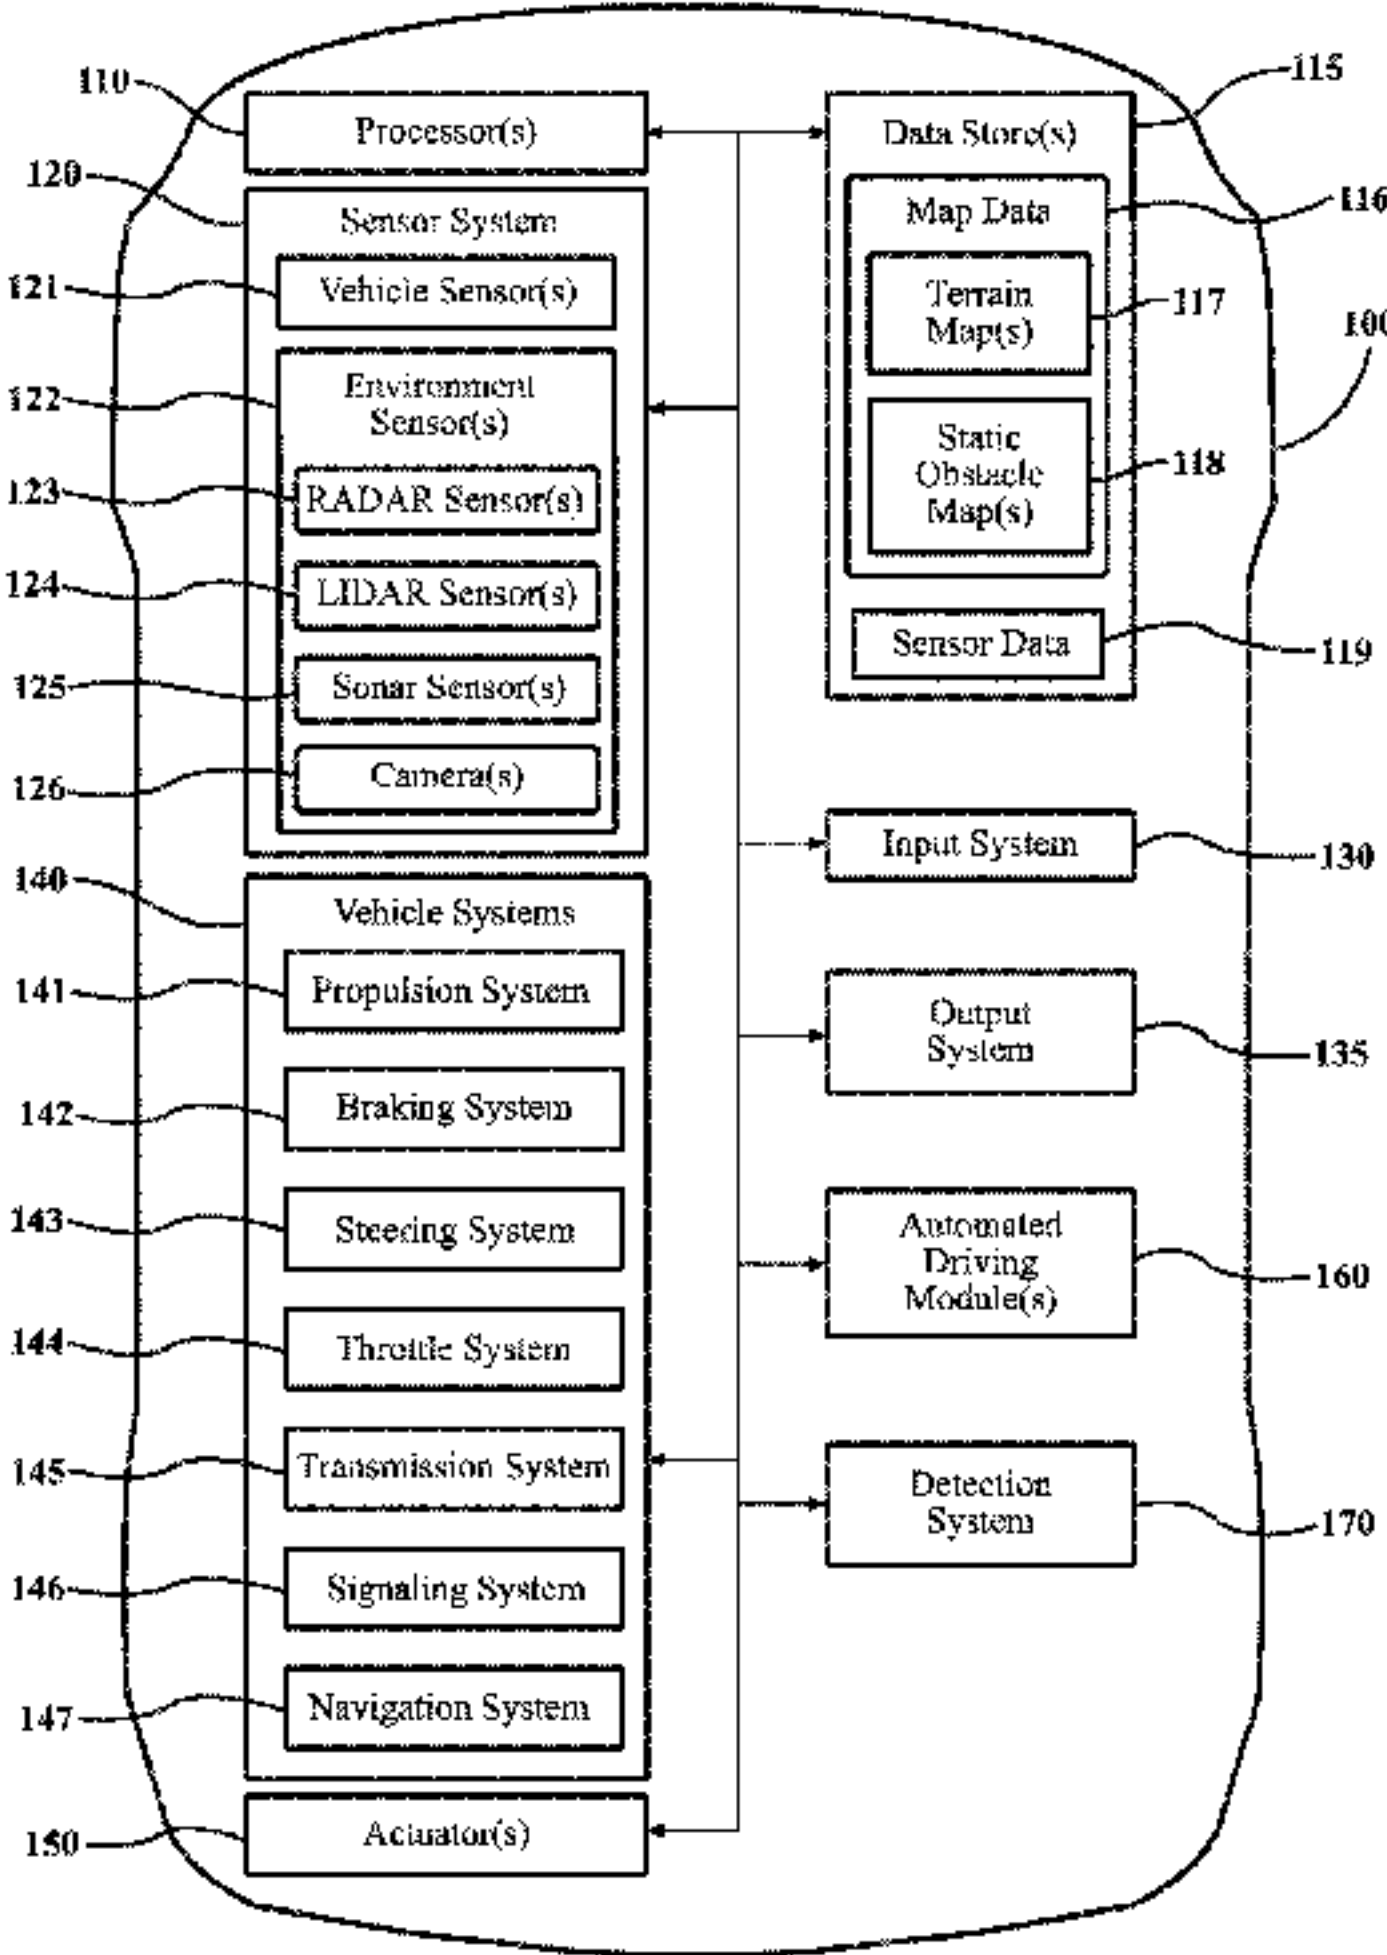 110
Processor(s)
120
Sensor System
121
Vehicle Sensor(s)
122
Environment
Sensor(s)
123
RADAR Sensor(s)
124
LIDAR Sensor(s)
125
Sonar Sensor(s)
126
Camera(s)
140
Vehicle Systems
141
Propulsion System
142
Braking System
143
Steering System
144
Throttle System
145
Transmission System
146
Signaling System
147
Navigation System
150
Actuator(s)
115
Data Store(s)
116
Map Data
Terrain
Map(s)
117
100
Static
Obstacle
Map(s)
118
Sensor Data
119
Input System
130
Output
System
135
Automated
Driving
Module(s)
160
Detection
System
170